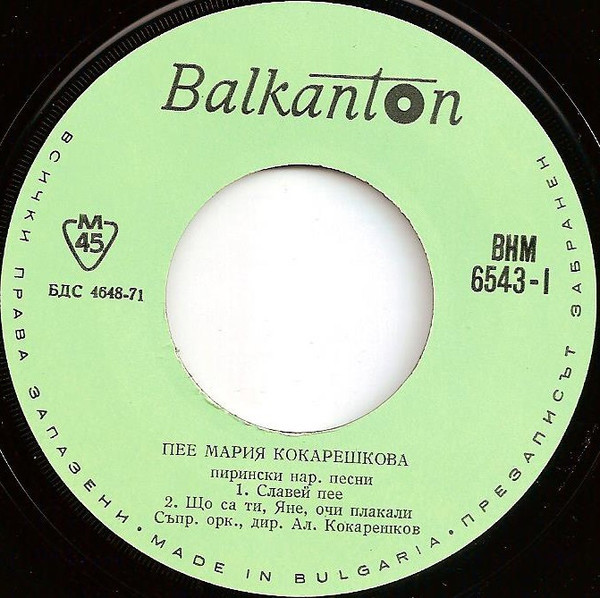 Balkanton
М
45
БДС 4648-71
ВНМ
6543-1
ПЕЕ МАРИЯ КОКАРЕШКОВА
пирински нар. песни
1. Славей пее
2. Що са ти, Яне, очи плакали
Съпр. орк., дир. Ал. Кокарешков
ВСИЧКИ ПРАВА ЗАПАЗЕНИ · MADE IN BULGARIA · ПРЕЗАПИСЪТ ЗАБРАНЕН